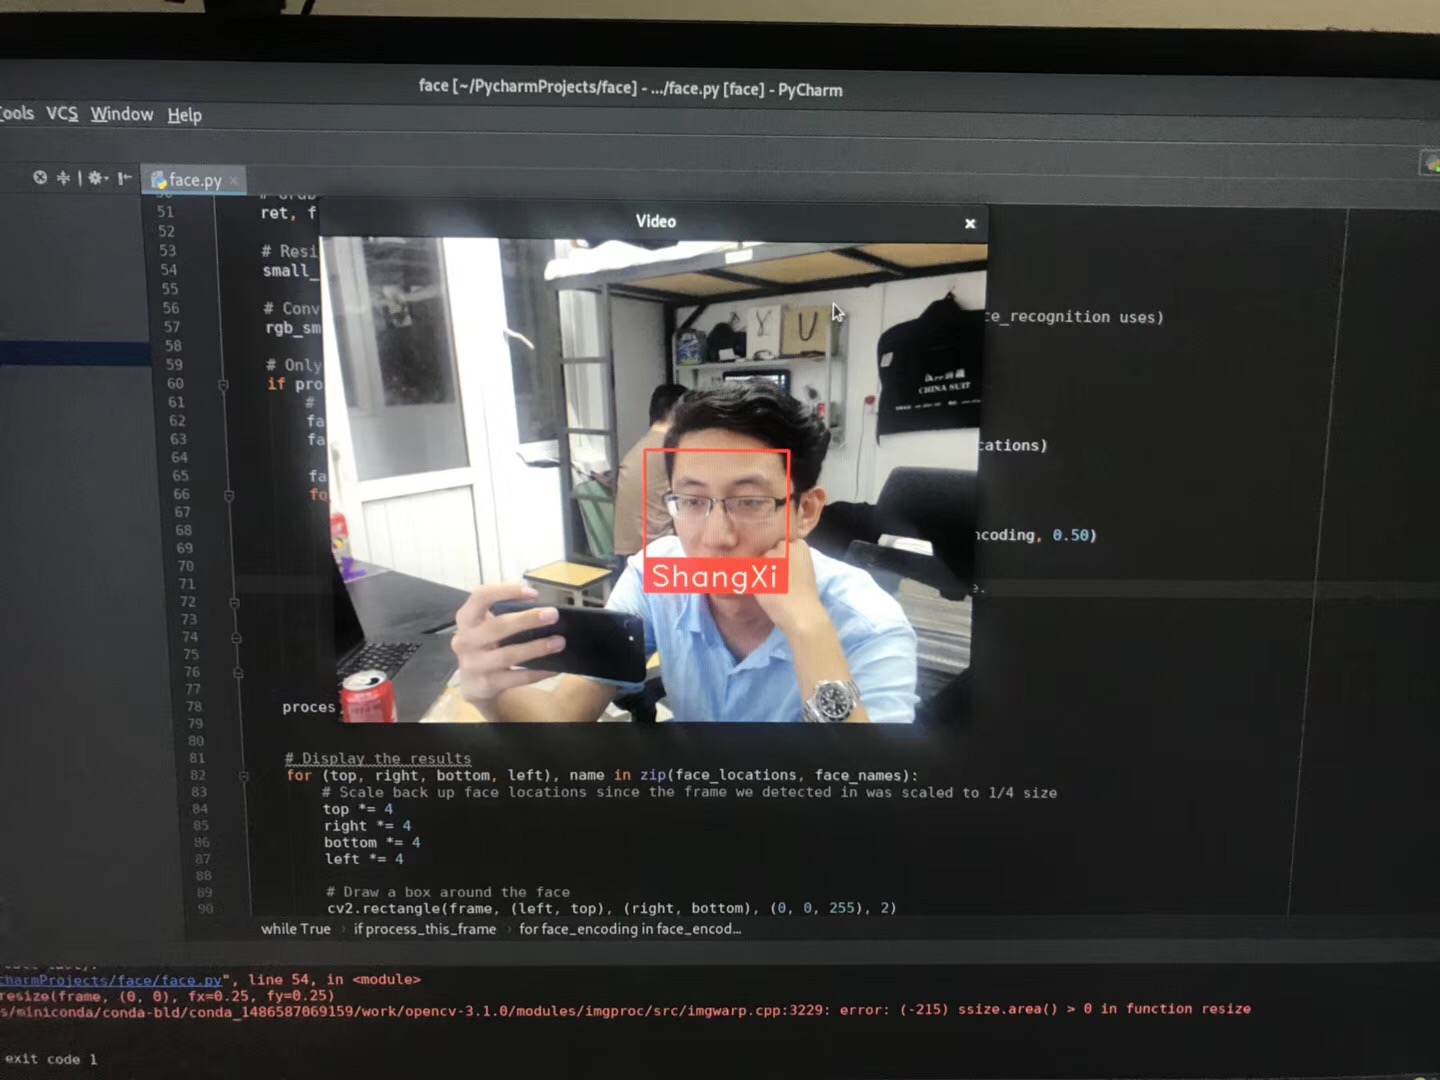 face [~/PycharmProjects/face] - .../face.py [face] - PyCharm
Tools VCS Window Help
face.py
51 ret, f
52
53 # Resi
54 small_
55
56 # Conv
57 rgb_sm
58
59 # Only
60 if pro
61 #
62 fa
63 fa
64
65 fa
66 fo
67
68
69
70
71
72
73
74
75
76
77
78 proces
79
80
81 # Display the results
82 for (top, right, bottom, left), name in zip(face_locations, face_names):
83 # Scale back up face locations since the frame we detected in was scaled to 1/4 size
84 top *= 4
85 right *= 4
86 bottom *= 4
87 left *= 4
88
89 # Draw a box around the face
90 cv2.rectangle(frame, (left, top), (right, bottom), (0, 0, 255), 2)
Video
CHINA SUIT
ShangXi
ce_recognition uses)
cations)
ncoding, 0.50)
e.
while True if process_this_frame for face_encoding in face_encod...
charmProjects/face/face.py", line 54, in <module>
resize(frame, (0, 0), fx=0.25, fy=0.25)
s/miniconda/conda-bld/conda_1486587069159/work/opencv-3.1.0/modules/imgproc/src/imgwarp.cpp:3229: error: (-215) ssize.area() > 0 in function resize
exit code 1